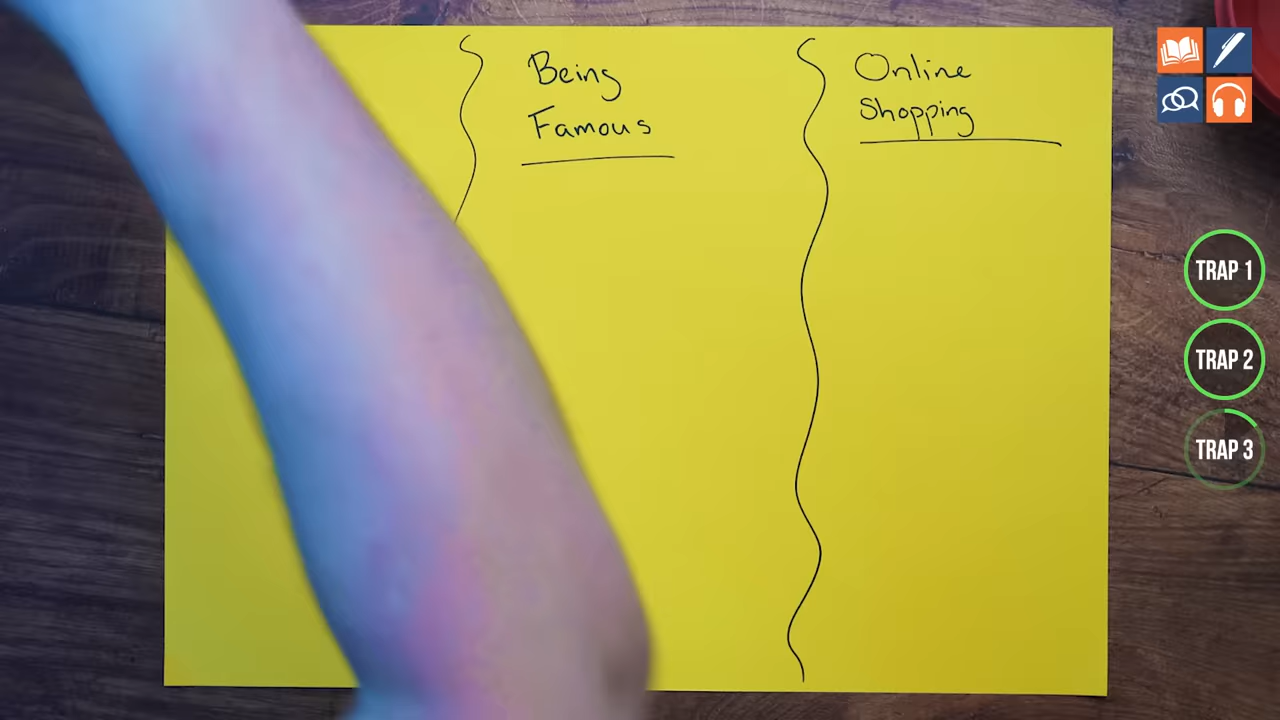 Being
Famous
Online
Shopping
TRAP 1
TRAP 2
TRAP 3